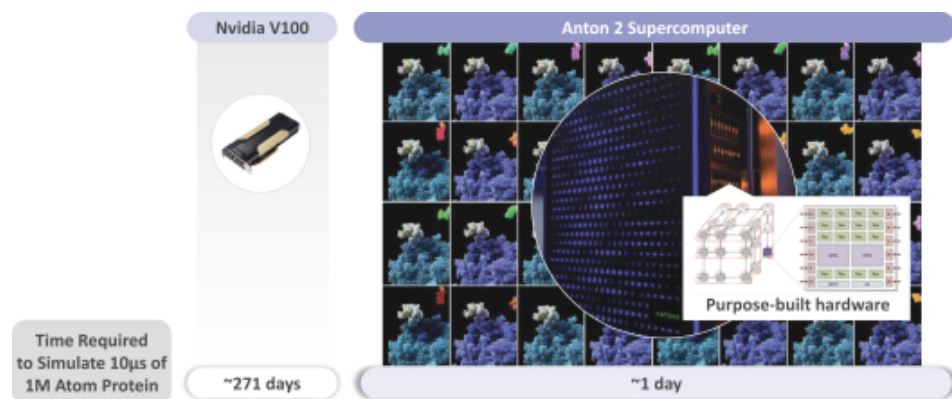 Nvidia V100
Anton 2 Supercomputer
Purpose-built hardware
Time Required
to Simulate 10µs of
1M Atom Protein
~271 days
~1 day